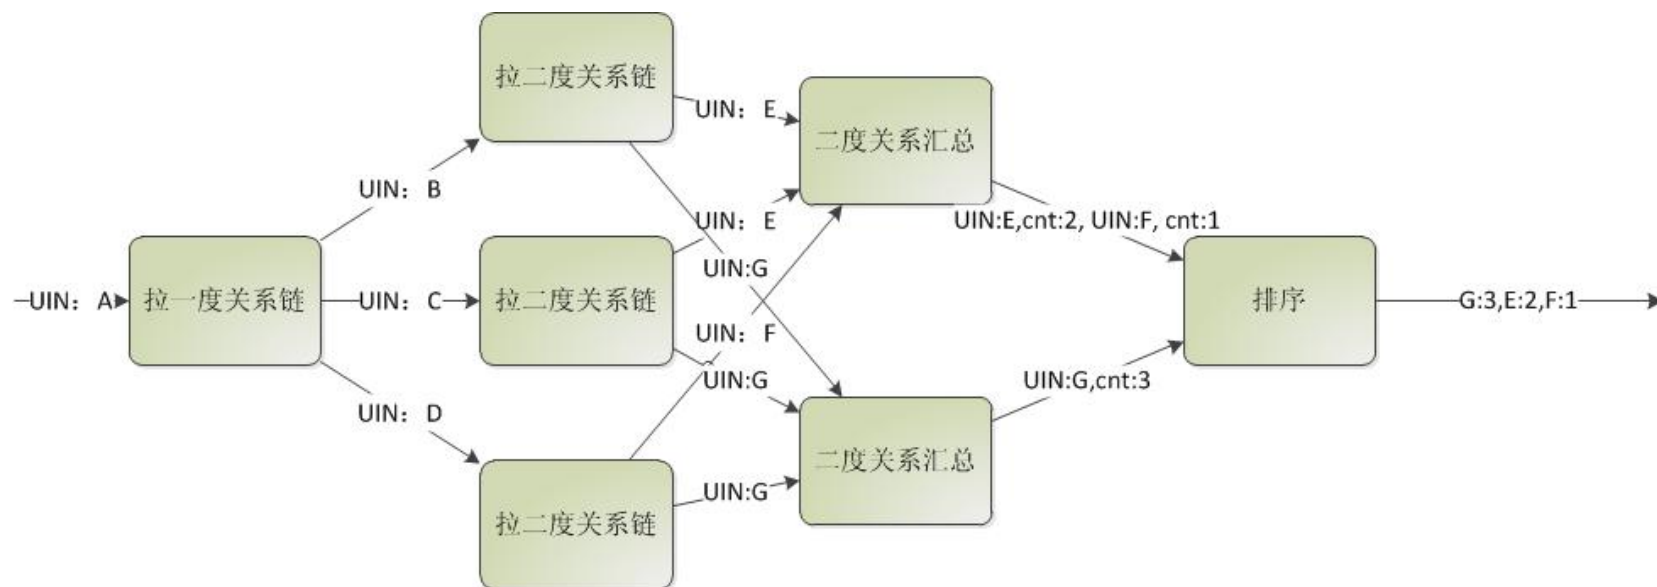 拉二度关系链
UIN：E
二度关系汇总
UIN：B
UIN：E
UIN:E,cnt:2, UIN:F, cnt:1
UIN:G
UIN：A
拉一度关系链
UIN：C
拉二度关系链
排序
G:3,E:2,F:1
UIN：F
UIN:G
UIN:G,cnt:3
UIN：D
二度关系汇总
UIN:G
拉二度关系链